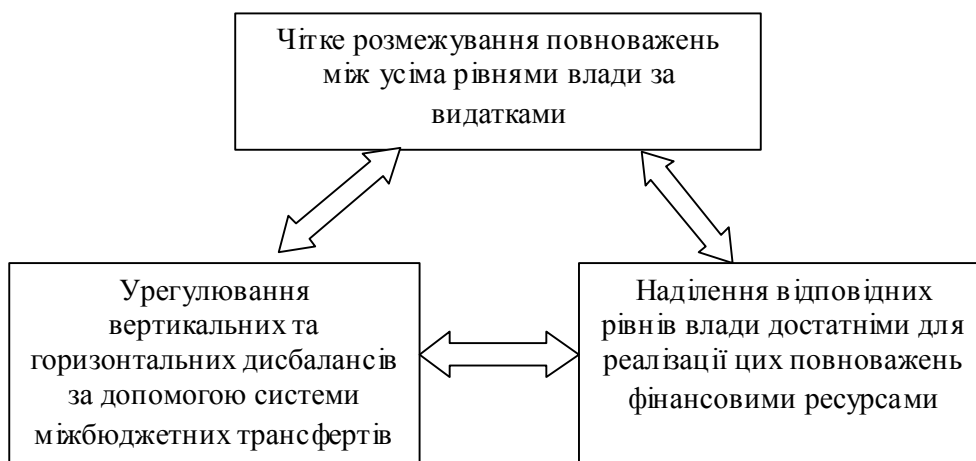 Чітке розмежування повноважень
між усіма рівнями влади за
видатками
Урегулювання
вертикальних та
горизонтальних дисбалансів
за допомогою системи
міжбюджетних трансфертів
Наділення відповідних
рівнів влади достатніми для
реалізації цих повноважень
фінансовими ресурсами